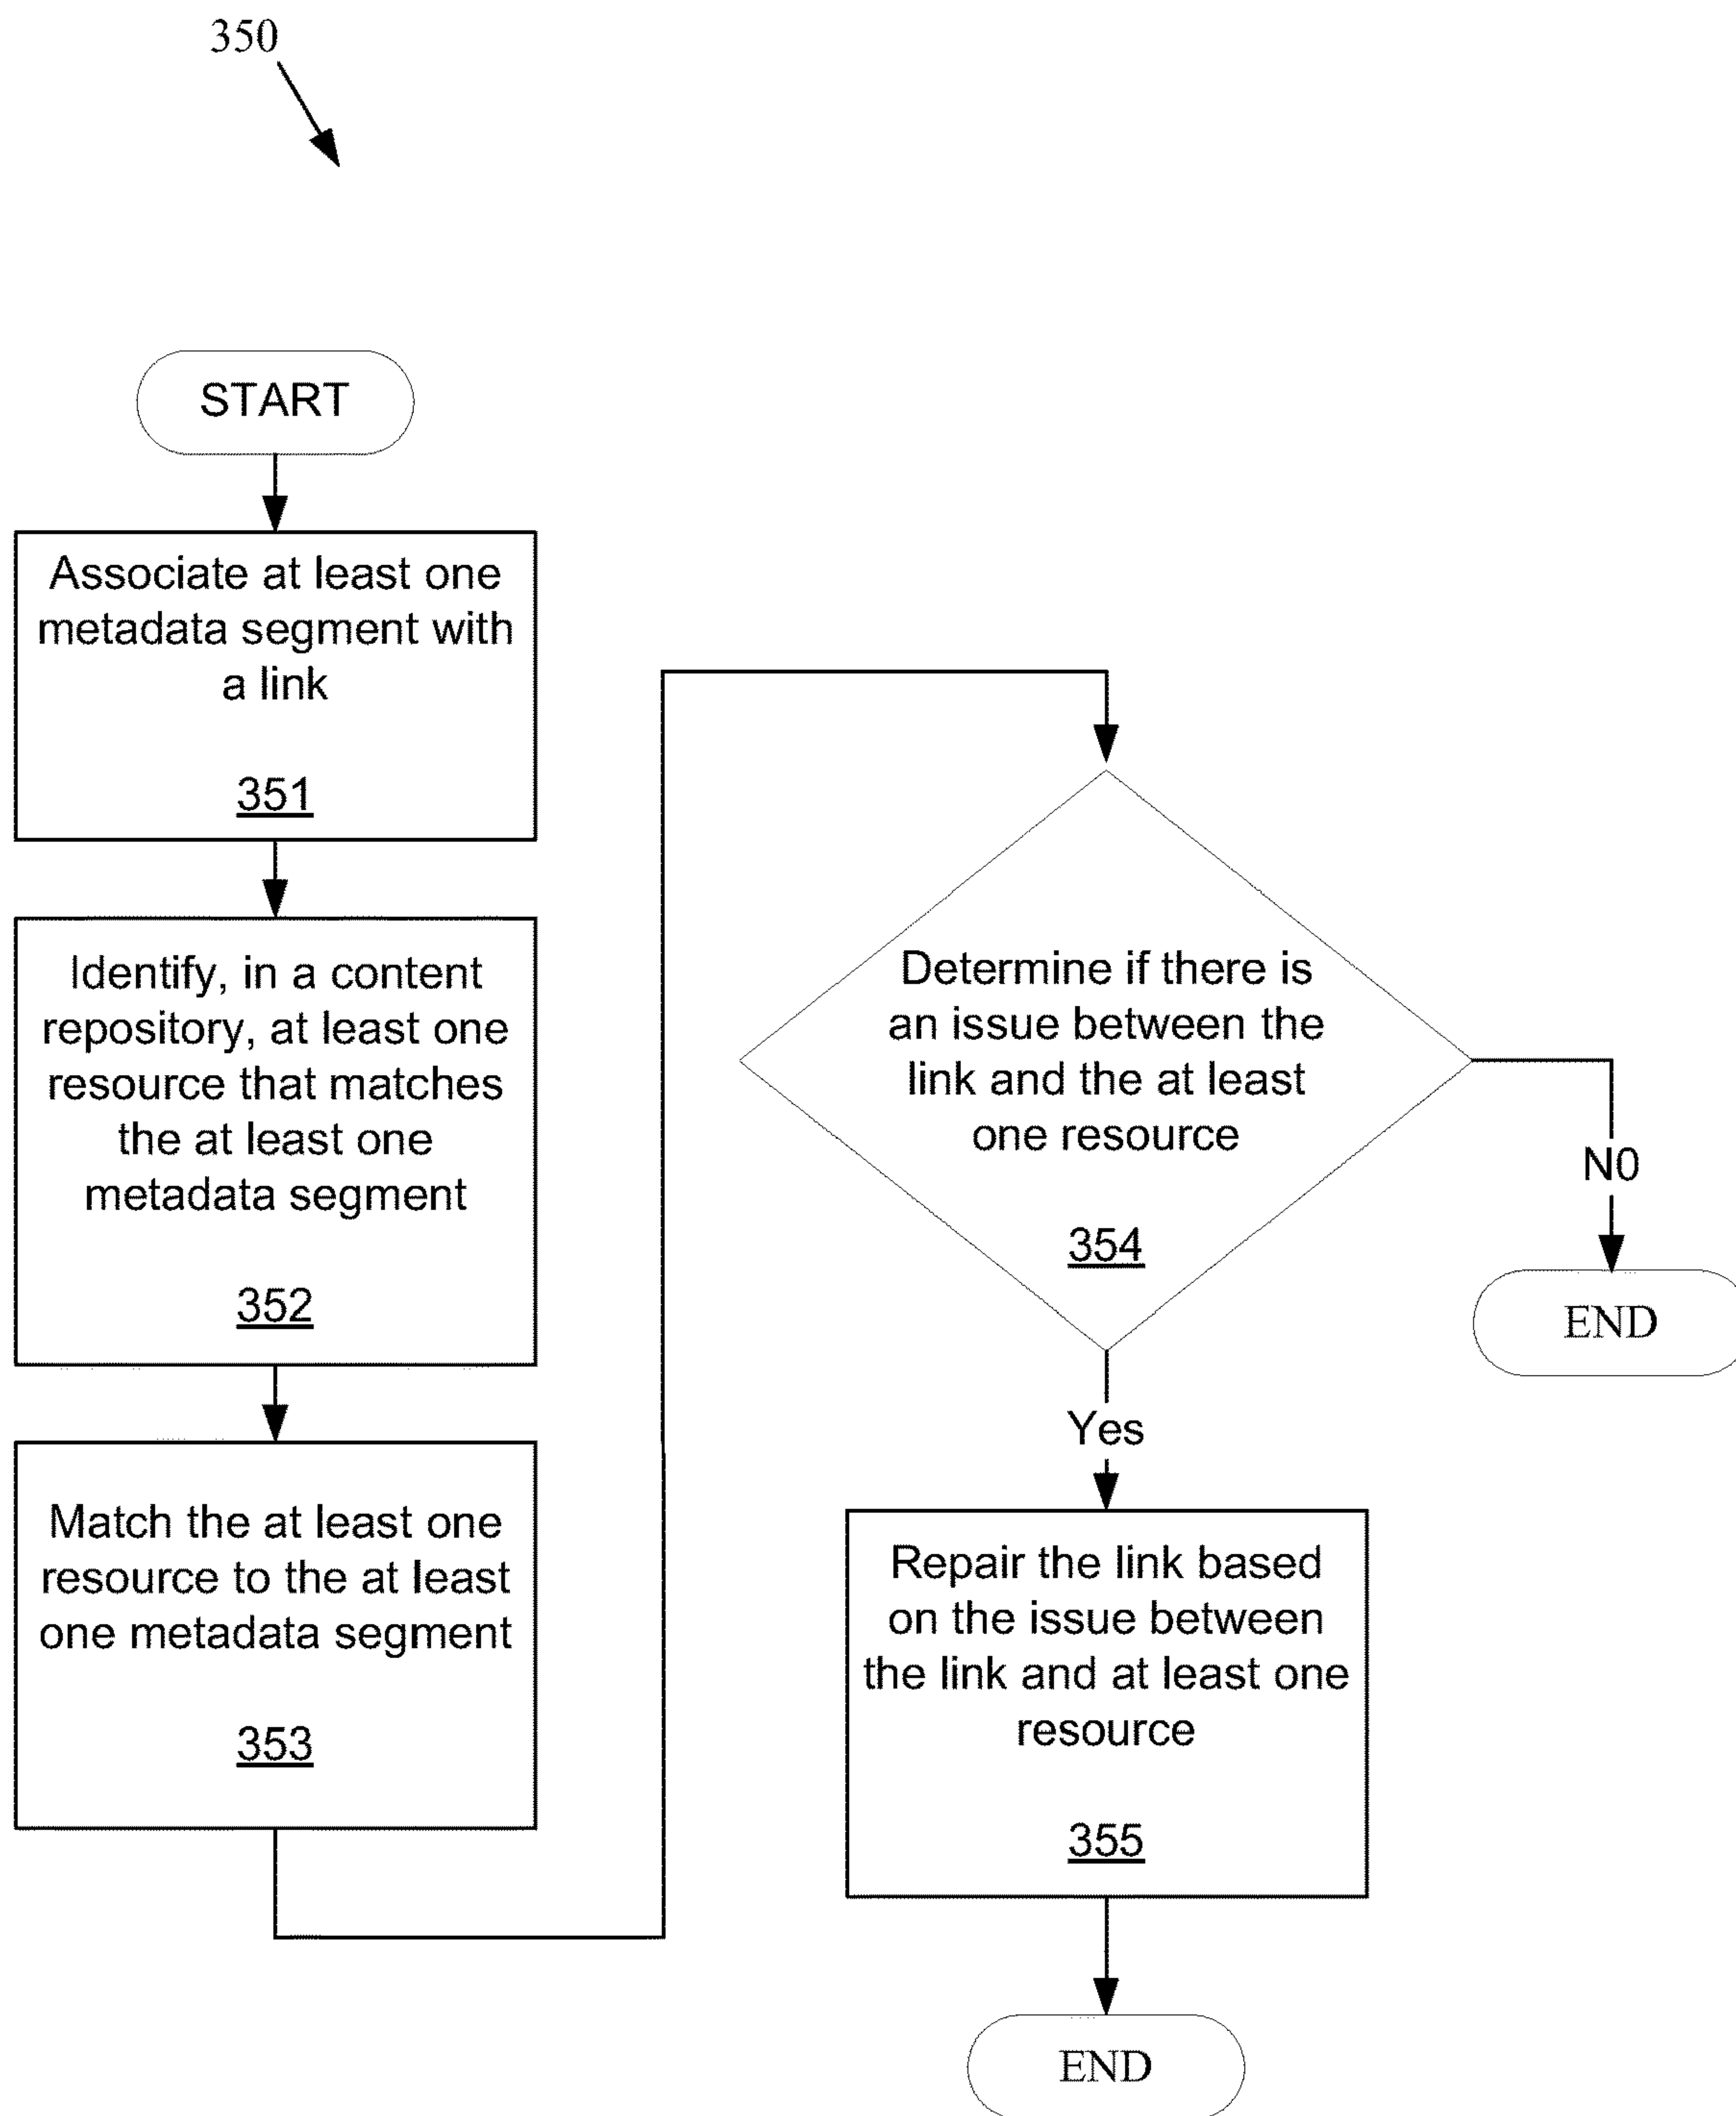 350
START
Associate at least one
metadata segment with
a link
351
Identify, in a content
repository, at least one
resource that matches
the at least one
metadata segment
352
Match the at least one
resource to the at least
one metadata segment
353
Determine if there is
an issue between the
link and the at least
one resource
354
N0
END
Yes
Repair the link based
on the issue between
the link and at least one
resource
355
END